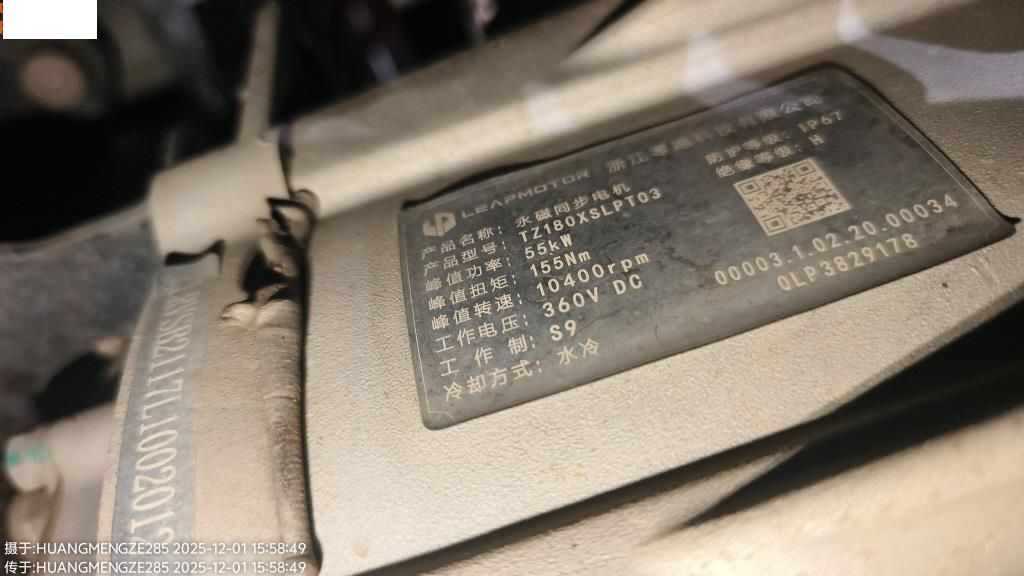 LEAPMOTOR 浙江零跑科技有限公司
产品名称: 永磁同步电机
产品型号: TZ180XSLPT03
峰值功率: 55kW
峰值扭矩: 155Nm
峰值转速: 10400rpm
工作电压: 360V DC
工 作 制: S9
冷却方式: 水冷
防护等级: IP67
绝缘等级: H
00003.1.02.20.00034
0LP3829178
摄于:HUANGMENGZE285 2025-12-01 15:58:49
传于:HUANGMENGZE285 2025-12-01 15:58:49